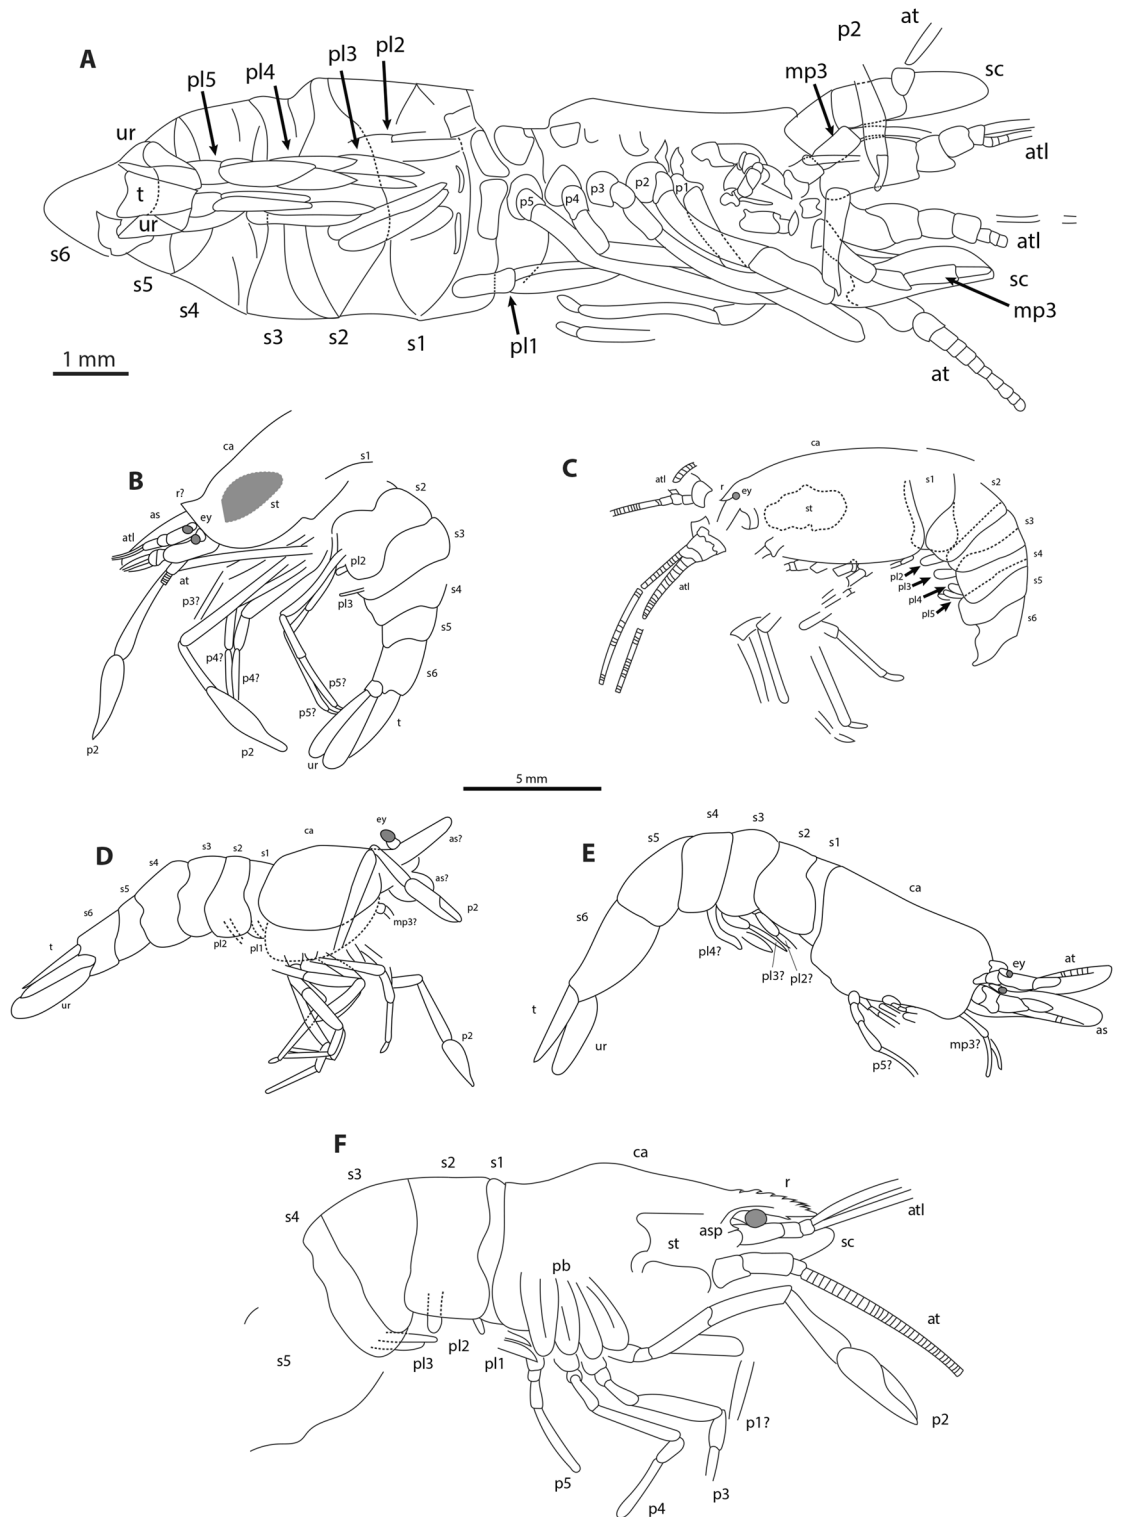 A
at
p2
sc
pl2
pl3
pl4
pl5
mp3
ur
atl
t
p5
p4
p3
p2
p1
ur
atl
s6
s5
sc
s4
mp3
s3
s2
s1
pl1
1 mm
at
B
ca
s1
r?
s2
as
ey
st
s3
atl
at
pl2
p3?
pl3
s4
s5
p4?
s6
p4?
p5?
p5?
t
p2
p2
ur
C
ca
atl
r
ey
s1
s2
st
s3
s4
pl2
atl
pl3
s5
pl4
pl5
s6
5 mm
D
ey
ca
as?
s3
s2
s1
s4
as?
s5
p2
s6
mp3?
t
pl2
pl1
ur
p2
E
s4
s3
s5
s2
s1
ca
s6
pl4?
pl3?
pl2?
ey
at
t
as
ur
mp3?
p5?
F
s3
s2
s1
ca
r
s4
atl
asp
st
sc
pb
at
s5
pl3
pl2
pl1
p1?
p2
p5
p4
p3